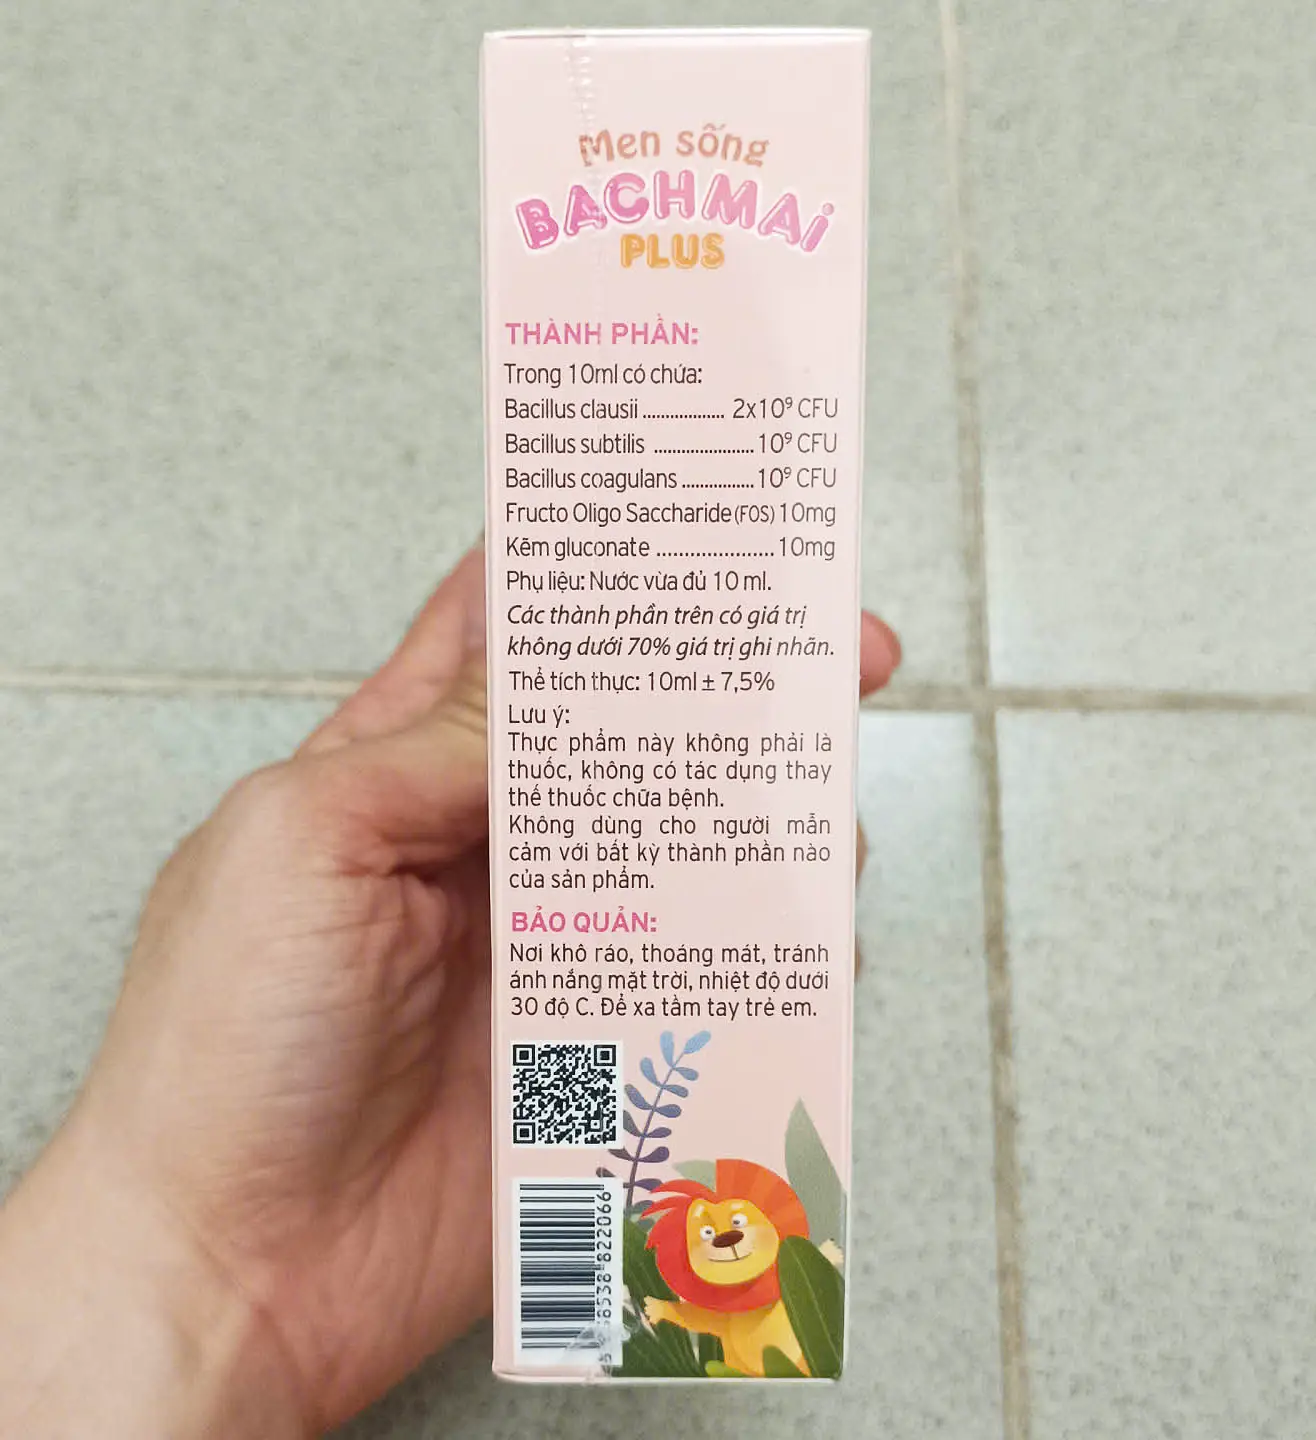 Men sống
BẠCHMAi
PLUS
THÀNH PHẦN:
Trong 10ml có chứa:
Bacillus clausii .................. 2x10⁹ CFU
Bacillus subtilis ...................... 10⁹ CFU
Bacillus coagulans ................ 10⁹ CFU
Fructo Oligo Saccharide (FOS) 10mg
Kẽm gluconate ..................... 10mg
Phụ liệu: Nước vừa đủ 10 ml.
Các thành phần trên có giá trị
không dưới 70% giá trị ghi nhãn.
Thể tích thực: 10ml ± 7,5%
Lưu ý:
Thực phẩm này không phải là
thuốc, không có tác dụng thay
thế thuốc chữa bệnh.
Không dùng cho người mẫn
cảm với bất kỳ thành phần nào
của sản phẩm.
BẢO QUẢN:
Nơi khô ráo, thoáng mát, tránh
ánh nắng mặt trời, nhiệt độ dưới
30 độ C. Để xa tầm tay trẻ em.
822066